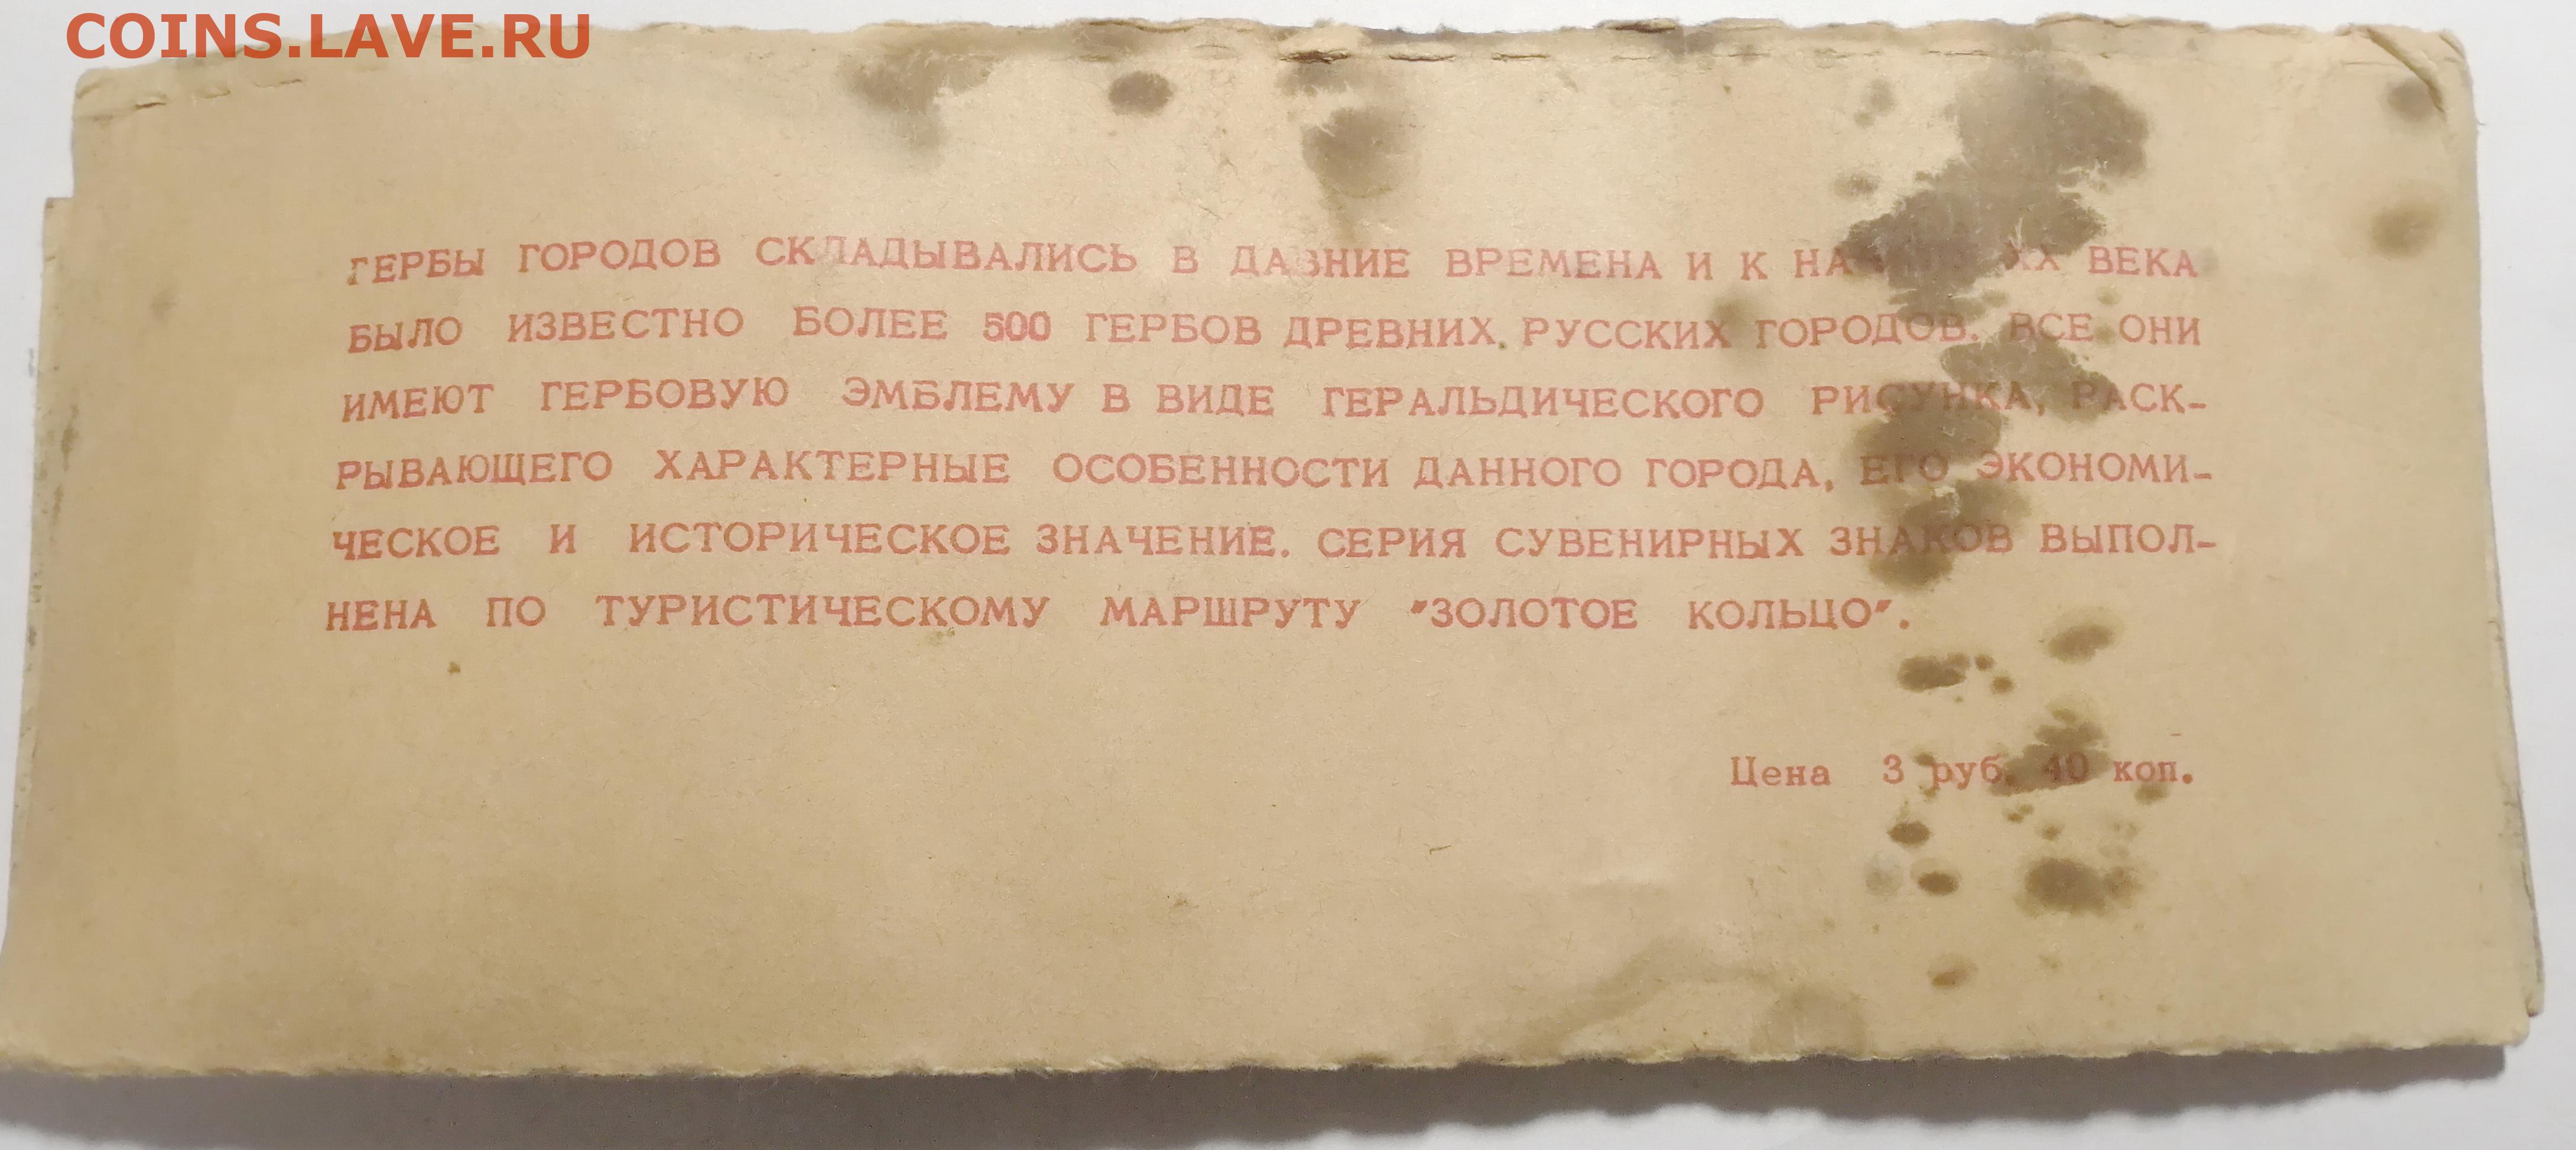 COINS.LAVE.RU
ГЕРБЫ ГОРОДОВ СКЛАДЫВАЛИСЬ В ДАВНИЕ ВРЕМЕНА И К XX ВЕКА
БЫЛО ИЗВЕСТНО БОЛЕЕ 500 ГЕРБОВ ДРЕВНИХ РУССКИХ ГОРОДОВ. ВСЕ ОНИ
ИМЕЮТ ГЕРБОВУЮ ЭМБЛЕМУ В ВИДЕ ГЕРАЛЬДИЧЕСКОГО РИСУНКА, РАСК-
РЫВАЮЩЕГО ХАРАКТЕРНЫЕ ОСОБЕННОСТИ ДАННОГО ГОРОДА, ЕГО ЭКОНОМИ-
ЧЕСКОЕ И ИСТОРИЧЕСКОЕ ЗНАЧЕНИЕ. СЕРИЯ СУВЕНИРНЫХ ЗНАКОВ ВЫПОЛ-
НЕНА ПО ТУРИСТИЧЕСКОМУ МАРШРУТУ "ЗОЛОТОЕ КОЛЬЦО".
Цена 3 руб. 40 коп.